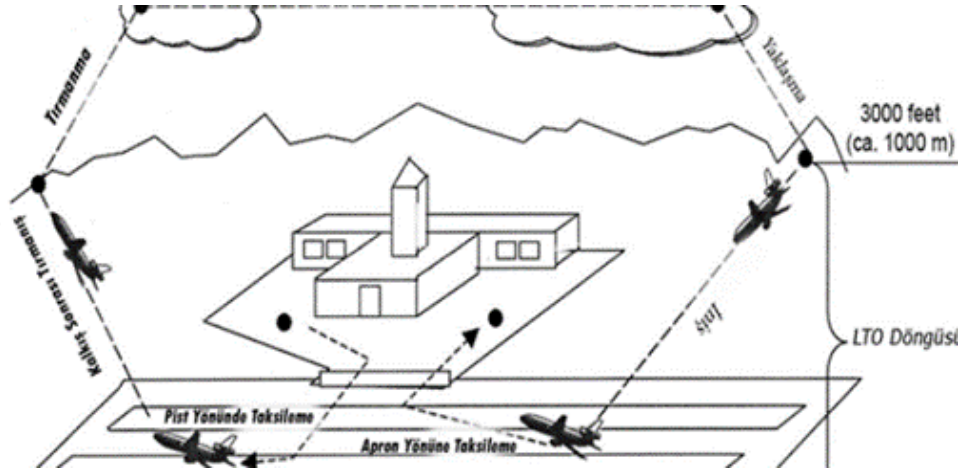 Tırmanma
Yaklaşma
3000 feet
(ca. 1000 m)
Kalkış Sonrası Tırmanış
İniş
LTO Döngüsü
Pist Yönünde Taksileme
Apron Yönüne Taksileme